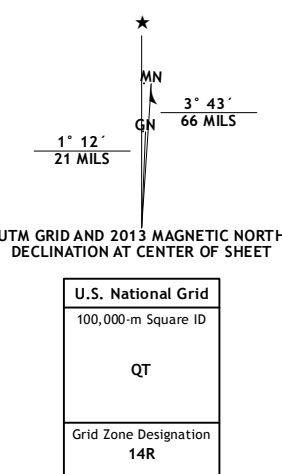 ★
MN
3° 43´
GN
66 MILS
1° 12´
21 MILS
UTM GRID AND 2013 MAGNETIC NORTH
DECLINATION AT CENTER OF SHEET
U.S. National Grid
100,000-m Square ID
QT
Grid Zone Designation
14R